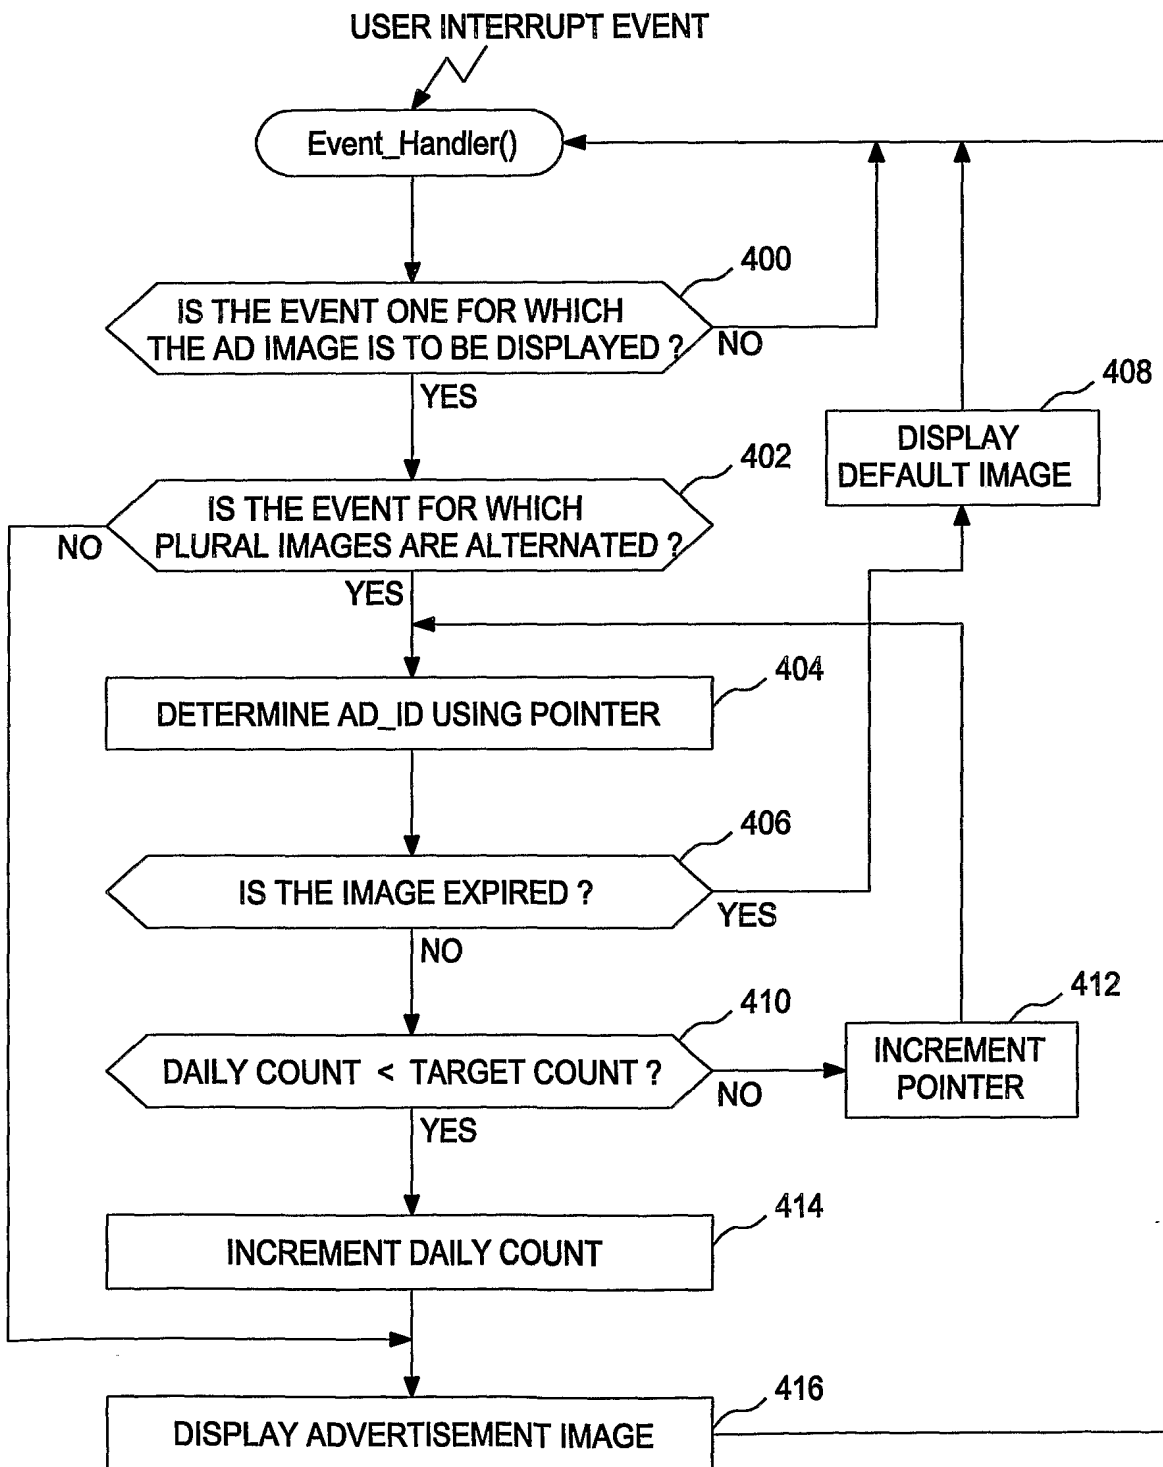 USER INTERRUPT EVENT
Event_Handler()
400
IS THE EVENT ONE FOR WHICH
THE AD IMAGE IS TO BE DISPLAYED ?
NO
YES
408
DISPLAY
DEFAULT IMAGE
402
IS THE EVENT FOR WHICH
PLURAL IMAGES ARE ALTERNATED ?
NO
YES
404
DETERMINE AD_ID USING POINTER
406
IS THE IMAGE EXPIRED ?
YES
NO
410
DAILY COUNT < TARGET COUNT ?
NO
YES
412
INCREMENT
POINTER
414
INCREMENT DAILY COUNT
416
DISPLAY ADVERTISEMENT IMAGE